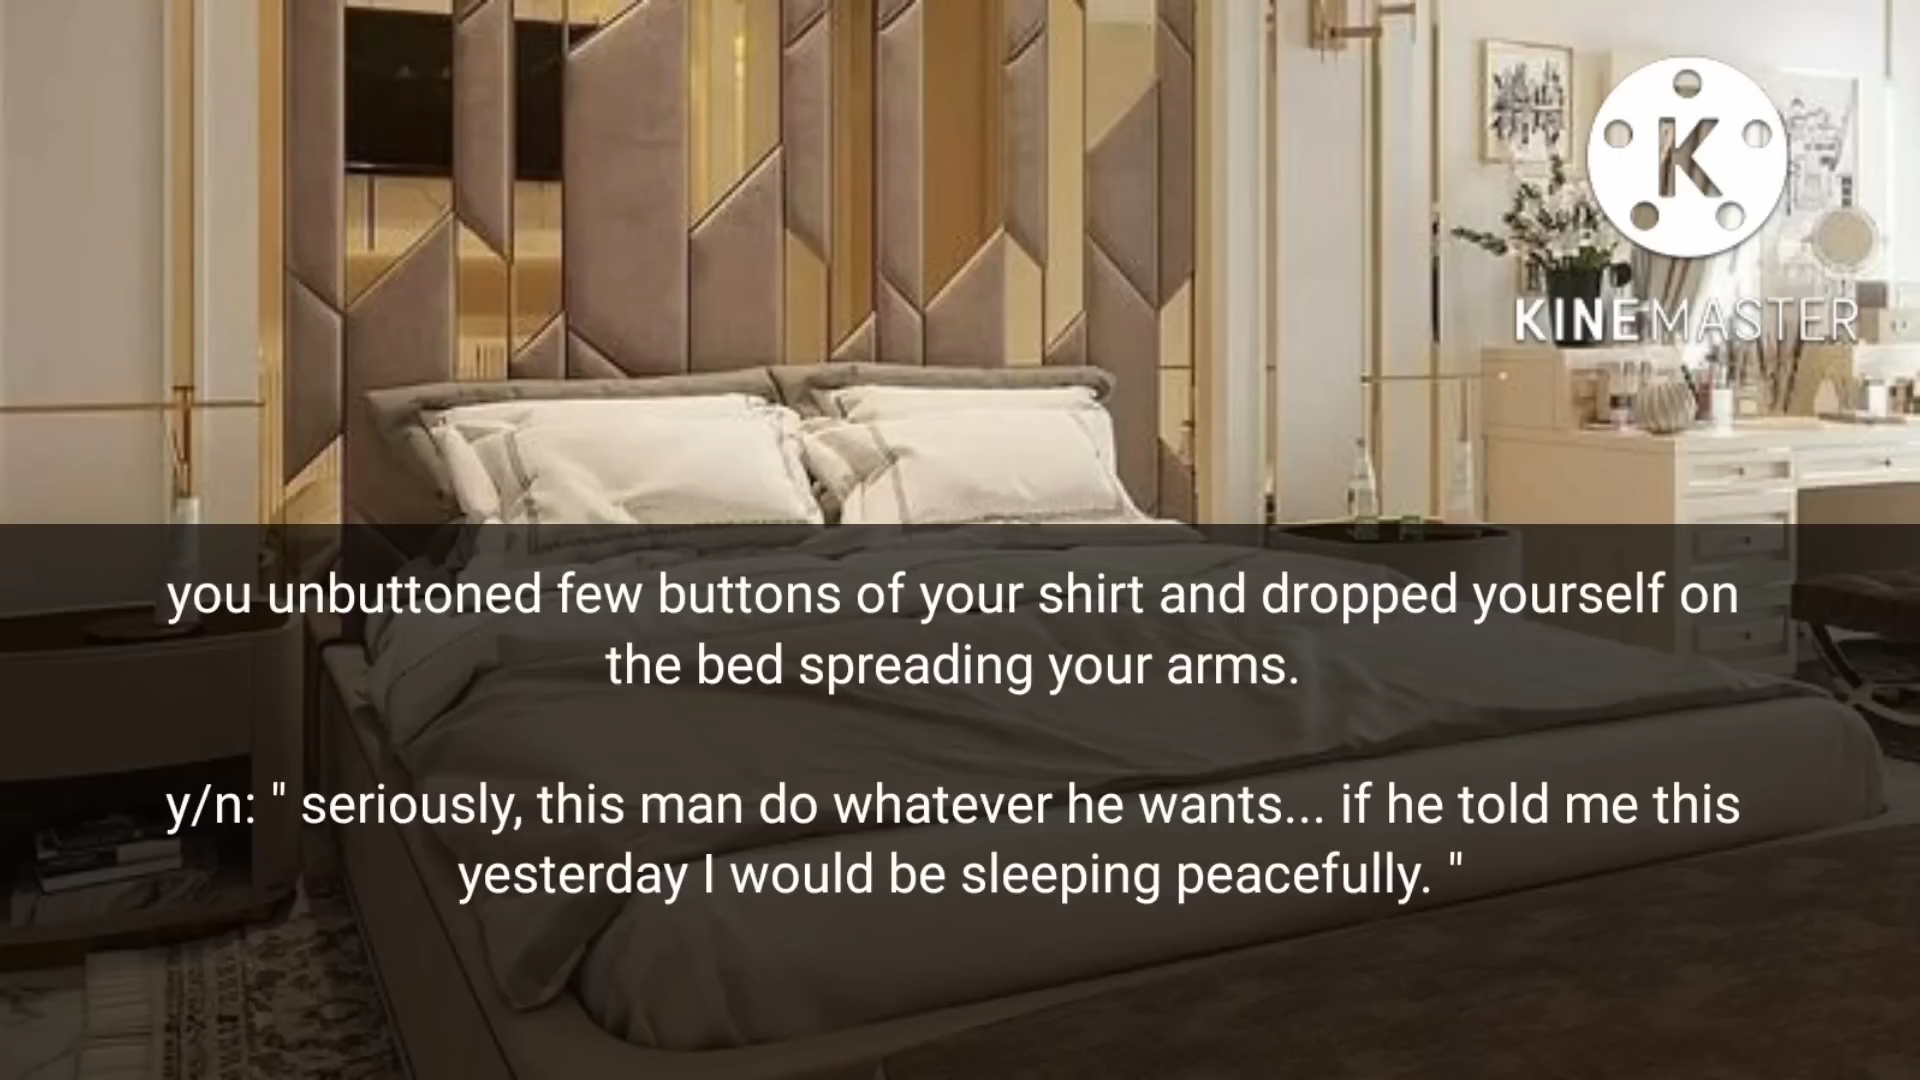 K
KINEMASTER
you unbuttoned few buttons of your shirt and dropped yourself on
the bed spreading your arms.
y/n: " seriously, this man do whatever he wants... if he told me this
yesterday I would be sleeping peacefully. "